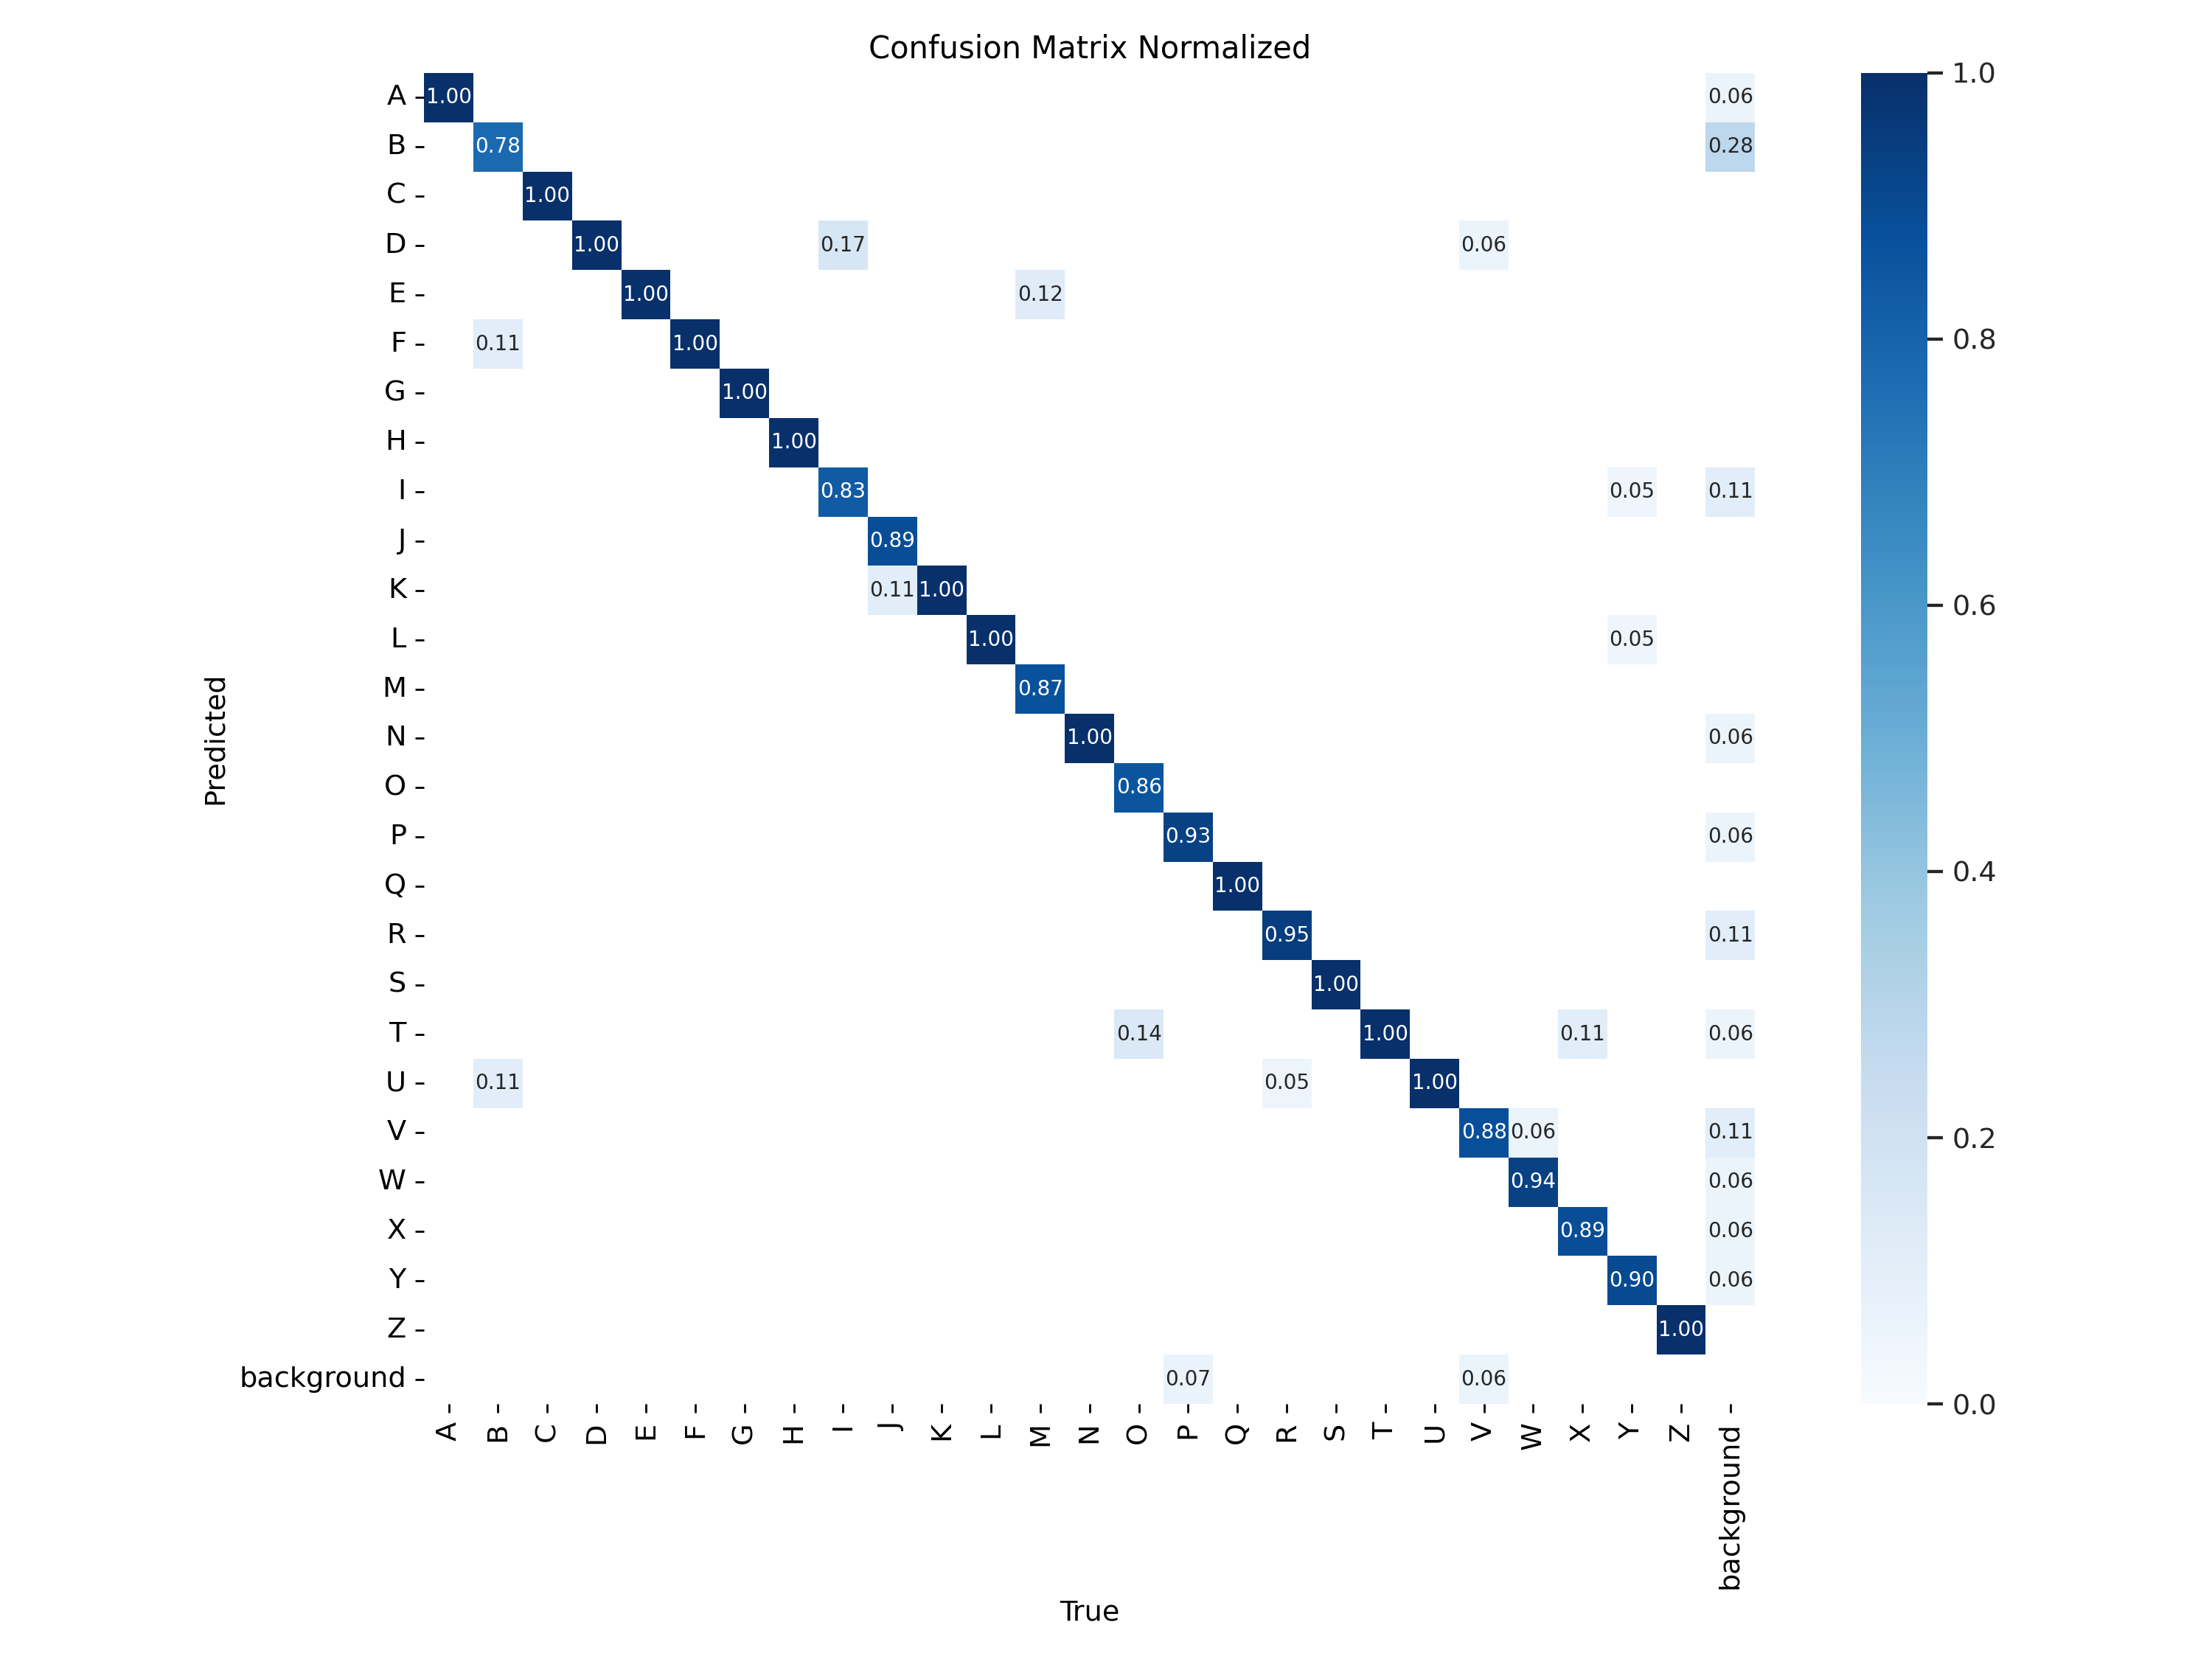 Confusion Matrix Normalized
A 1.00 0.06 1.0
B 0.78 0.28
C 1.00
D 1.00 0.17 0.06
E 1.00 0.12
F 0.11 1.00 0.8
G 1.00
H 1.00
I 0.83 0.05 0.11
J 0.89
K 0.11 1.00 0.6
L 1.00 0.05
M 0.87
Predicted
N 1.00 0.06
O 0.86
P 0.93 0.06
Q 1.00 0.4
R 0.95 0.11
S 1.00
T 0.14 1.00 0.11 0.06
U 0.11 0.05 1.00
V 0.88 0.06 0.11 0.2
W 0.94 0.06
X 0.89 0.06
Y 0.90 0.06
Z 1.00
background 0.07 0.06 0.0
A B C D E F G H I J K L M N O P Q R S T U V W X Y Z background
True